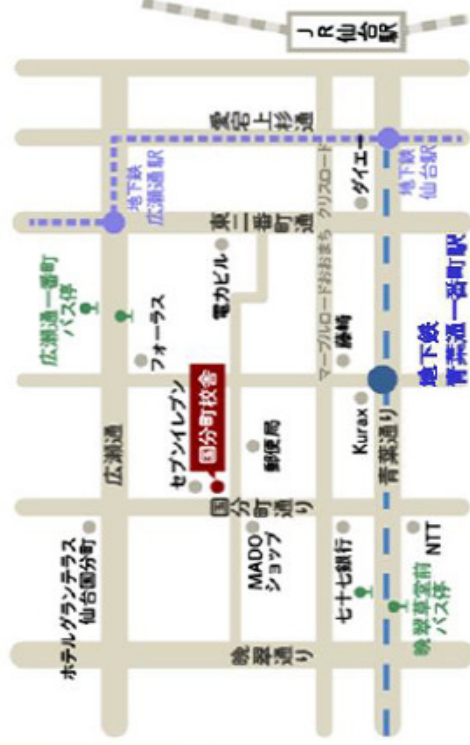 ホテルグランテラス
仙台国分町
広瀬通
広瀬通一番町
バス停
地下鉄
広瀬通駅
フォーラス
セブンイレブン
国分町校舎
晩翠通り
国分町通り
MADO
ショップ
郵便局
電力ビル
東二番町通
愛宕上杉通
マーブルロードおおまち
クリスロード
七十七銀行
Kurax
藤崎
ダイエー
JR
仙台駅
青葉通り
晩翠草堂前
バス停
NTT
地下鉄
青葉通一番町駅
地下鉄
仙台駅